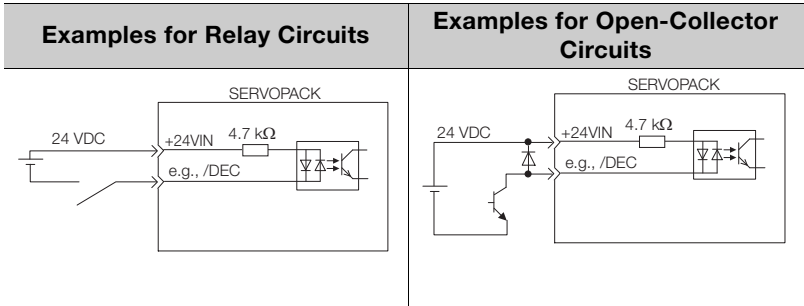 Examples for Relay Circuits
Examples for Open-Collector
Circuits
SERVOPACK
24 VDC
+24VIN
4.7 kΩ
e.g., /DEC
SERVOPACK
24 VDC
+24VIN
4.7 kΩ
e.g., /DEC